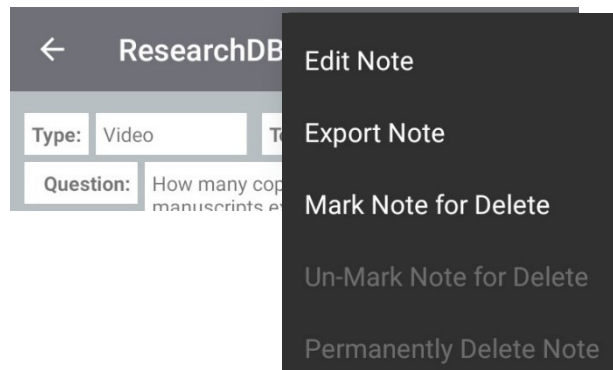 ResearchDB
Type: Video
Question: How many
manuscripts
Edit Note
Export Note
Mark Note for Delete
Un-Mark Note for Delete
Permanently Delete Note